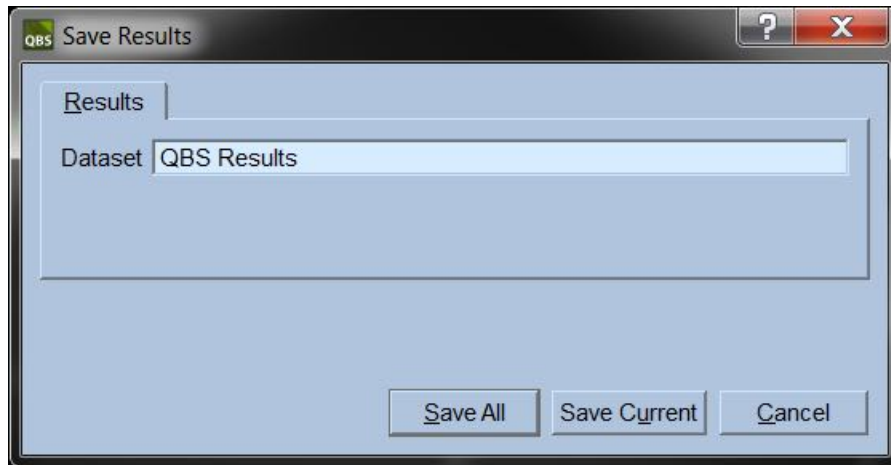 QBS Save Results
? X
Results
Dataset QBS Results
Save All Save Current Cancel